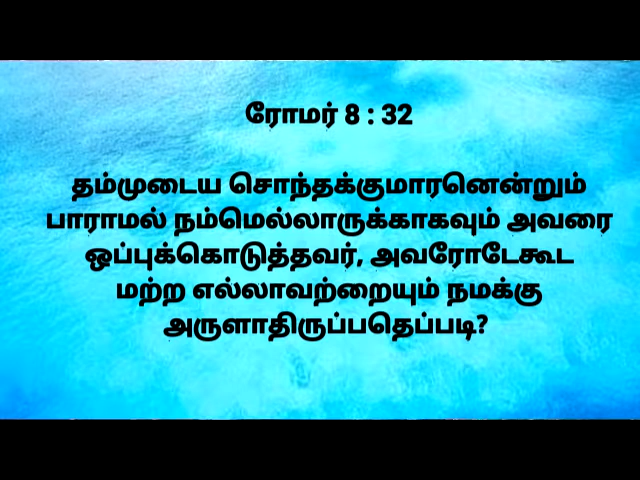 ரோமர் 8 : 32
தம்முடைய சொந்தக்குமாரனென்றும்
பாராமல் நம்மெல்லாருக்காகவும் அவரை
ஒப்புக்கொடுத்தவர், அவரோடேகூட
மற்ற எல்லாவற்றையும் நமக்கு
அருளாதிருப்பதெப்படி?